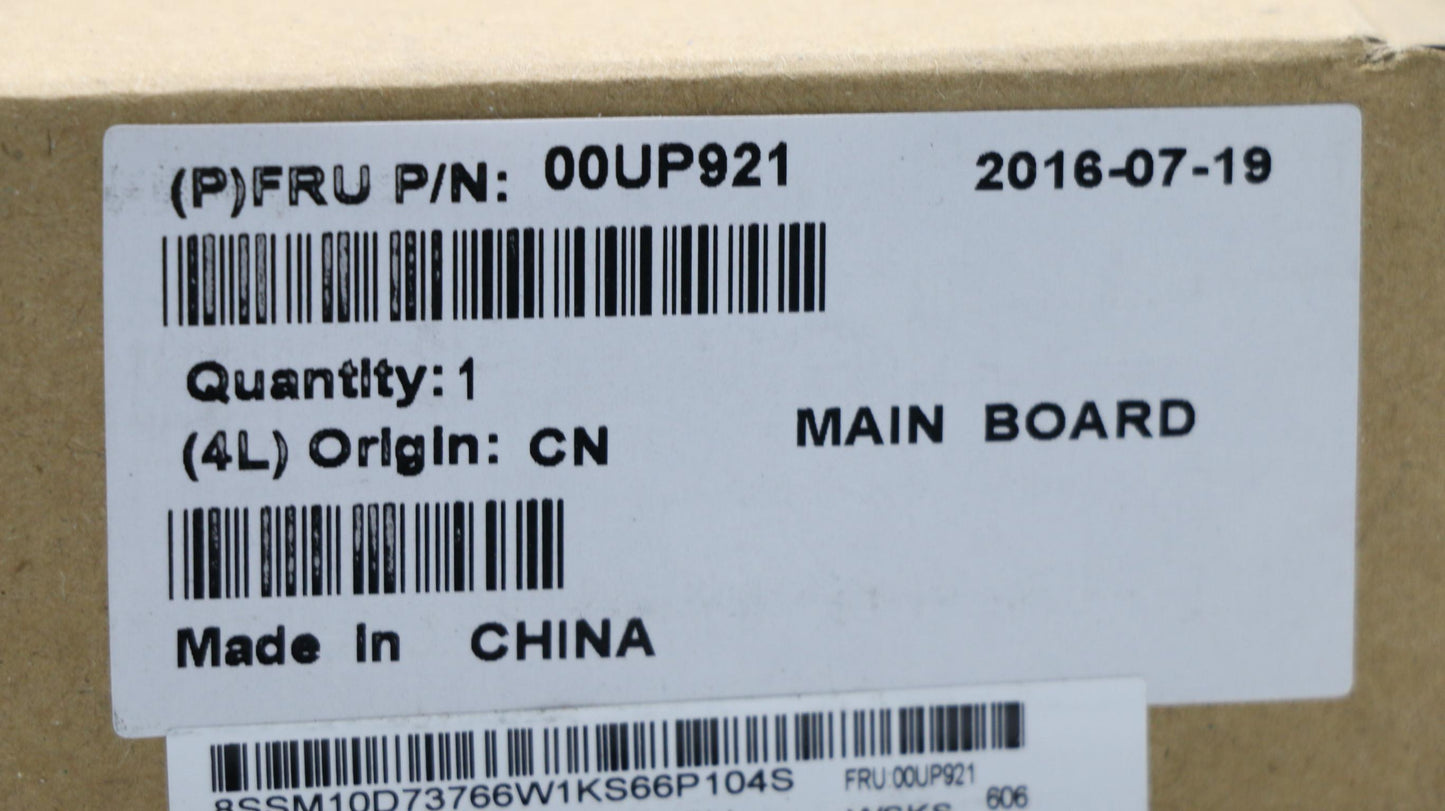 (P)FRU P/N: 00UP921 2016-07-19
Quantity: 1
(4L) Origin: CN
MAIN BOARD
Made in CHINA
8SSM10D73766W1KS66P104S FRU:00UP921
606